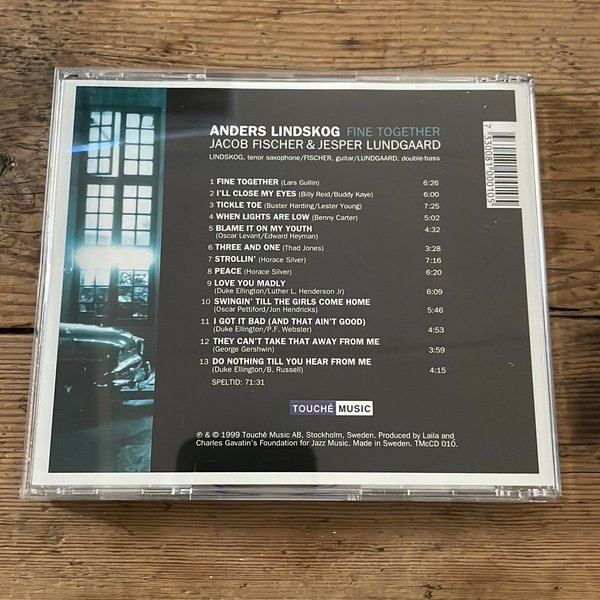 ANDERS LINDSKOG FINE TOGETHER
JACOB FISCHER & JESPER LUNDGAARD
LINDSKOG, tenor saxophone/FISCHER, guitar/LUNDGAARD, double-bass
1 FINE TOGETHER (Lars Gullin) 6:26
2 I'LL CLOSE MY EYES (Billy Reid/Buddy Kaye) 6:00
3 TICKLE TOE (Buster Harding/Lester Young) 7:25
4 WHEN LIGHTS ARE LOW (Benny Carter) 5:02
5 BLAME IT ON MY YOUTH
(Oscar Levant/Edward Heyman) 4:32
6 THREE AND ONE (Thad Jones) 3:28
7 STROLLIN' (Horace Silver) 7:16
8 PEACE (Horace Silver) 6:20
9 LOVE YOU MADLY
(Duke Ellington/Luther L. Henderson Jr) 6:09
10 SWINGIN' TILL THE GIRLS COME HOME
(Oscar Pettiford/Jon Hendricks) 5:46
11 I GOT IT BAD (AND THAT AIN'T GOOD)
(Duke Ellington/P.F. Webster) 4:53
12 THEY CAN'T TAKE THAT AWAY FROM ME
(George Gershwin) 3:59
13 DO NOTHING TILL YOU HEAR FROM ME
(Duke Ellington/B. Russell) 4:15
SPELTID: 71:31
TOUCHÉ MUSIC
℗ & © 1999 Touché Music AB, Stockholm, Sweden. Produced by Laila and
Charles Gavatin's Foundation for Jazz Music. Made in Sweden. TMcCD 010.
7 330081 000105